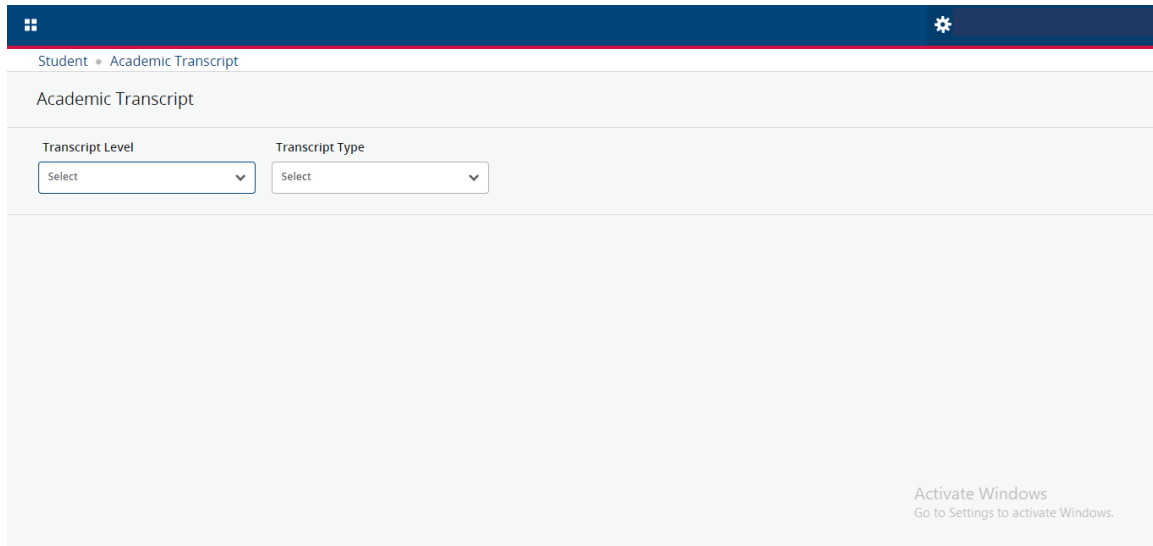 Student • Academic Transcript
Academic Transcript
Transcript Level
Transcript Type
Select
Select
Activate Windows
Go to Settings to activate Windows.